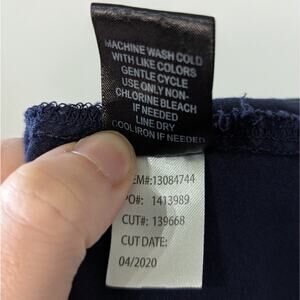 MACHINE WASH COLD
WITH LIKE COLORS
GENTLE CYCLE
USE ONLY NON-
CHLORINE BLEACH
IF NEEDED
LINE DRY
COOL IRON IF NEEDED
EM#:13084744
PO#: 1413989
CUT#: 139668
CUT DATE:
04/2020